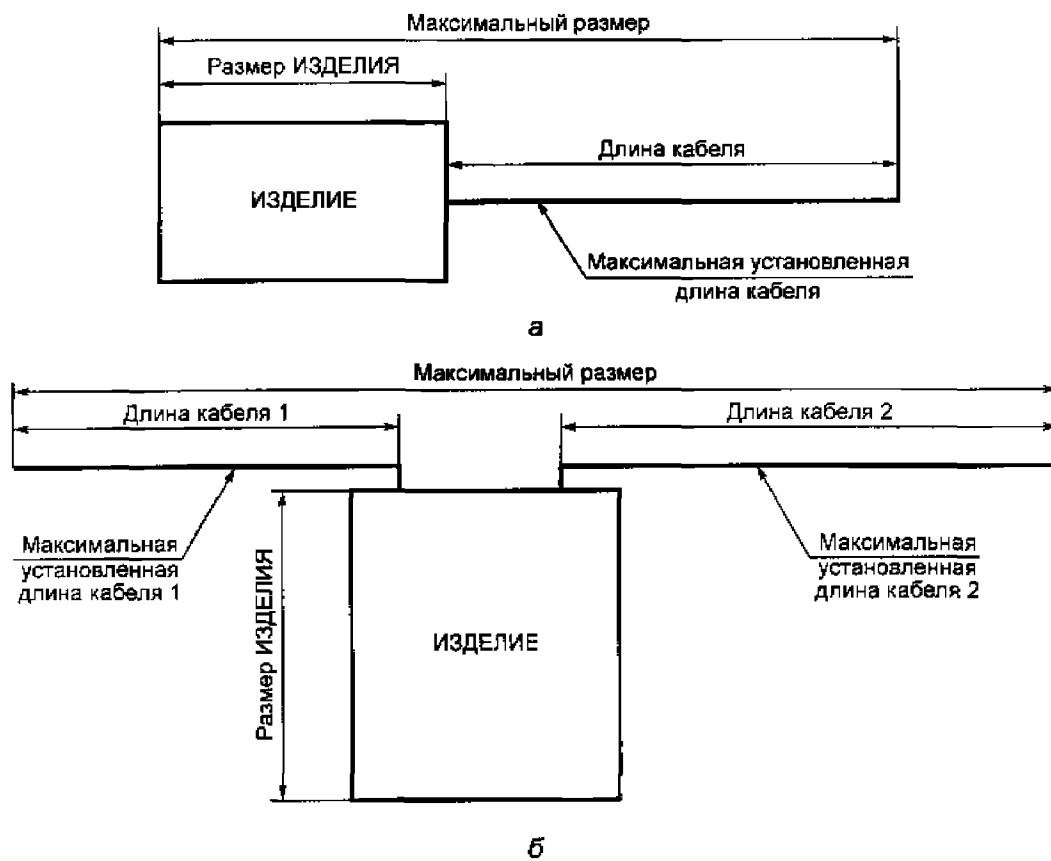 Максимальный размер
Размер ИЗДЕЛИЯ
Длина кабеля
ИЗДЕЛИЕ
Максимальная установленная
длина кабеля
а
Максимальный размер
Длина кабеля 1
Длина кабеля 2
Максимальная
установленная
длина кабеля 1
Размер ИЗДЕЛИЯ
ИЗДЕЛИЕ
Максимальная
установленная
длина кабеля 2
б